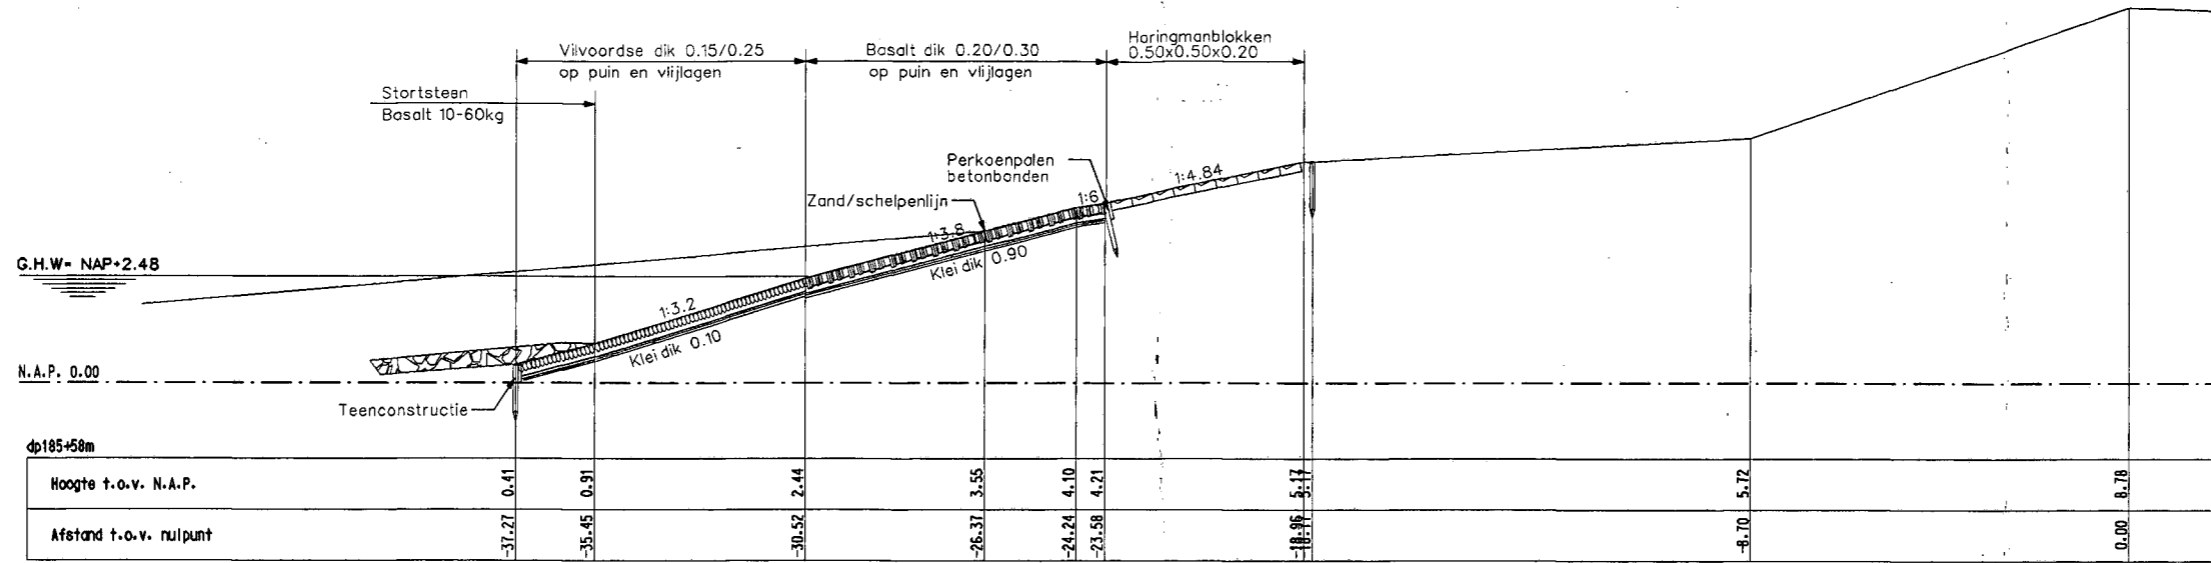 Vilvoordse dik 0.15/0.25
op puin en vlijlagen
Basalt dik 0.20/0.30
op puin en vlijlagen
Haringmanblokken
0.50x0.50x0.20
Stortsteen
Basalt 10-60kg
Perkoenpalen
betonbanden
Zand/schelpenlijn
1:4.84
1:6
1:3.8
Klei dik 0.90
G.H.W= NAP+2.48
1:3.2
Klei dik 0.10
N.A.P. 0.00
Teenconstructie
dp185+58m
Hoogte t.o.v. N.A.P. 0.41 0.91 2.44 3.55 4.10 4.21 5.17 5.17 5.72 8.78
Afstand t.o.v. nulpunt -37.27 -35.45 -30.52 -26.37 -24.24 -23.58 -18.96 -8.70 0.00